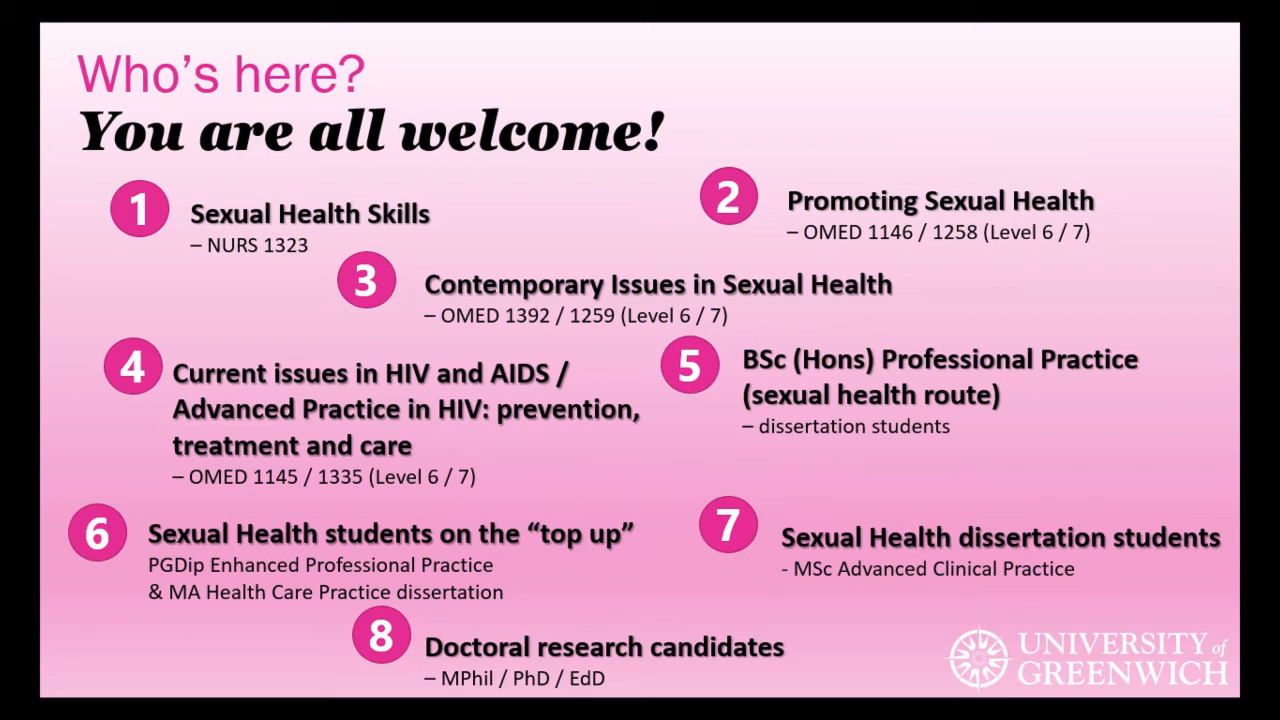 Who's here?
You are all welcome!
1
Sexual Health Skills
– NURS 1323
2
Promoting Sexual Health
– OMED 1146 / 1258 (Level 6 / 7)
3
Contemporary Issues in Sexual Health
– OMED 1392 / 1259 (Level 6 / 7)
4
Current issues in HIV and AIDS /
Advanced Practice in HIV: prevention,
treatment and care
– OMED 1145 / 1335 (Level 6 / 7)
5
BSc (Hons) Professional Practice
(sexual health route)
– dissertation students
6
Sexual Health students on the “top up”
PGDip Enhanced Professional Practice
& MA Health Care Practice dissertation
7
Sexual Health dissertation students
- MSc Advanced Clinical Practice
8
Doctoral research candidates
– MPhil / PhD / EdD
UNIVERSITY of
GREENWICH